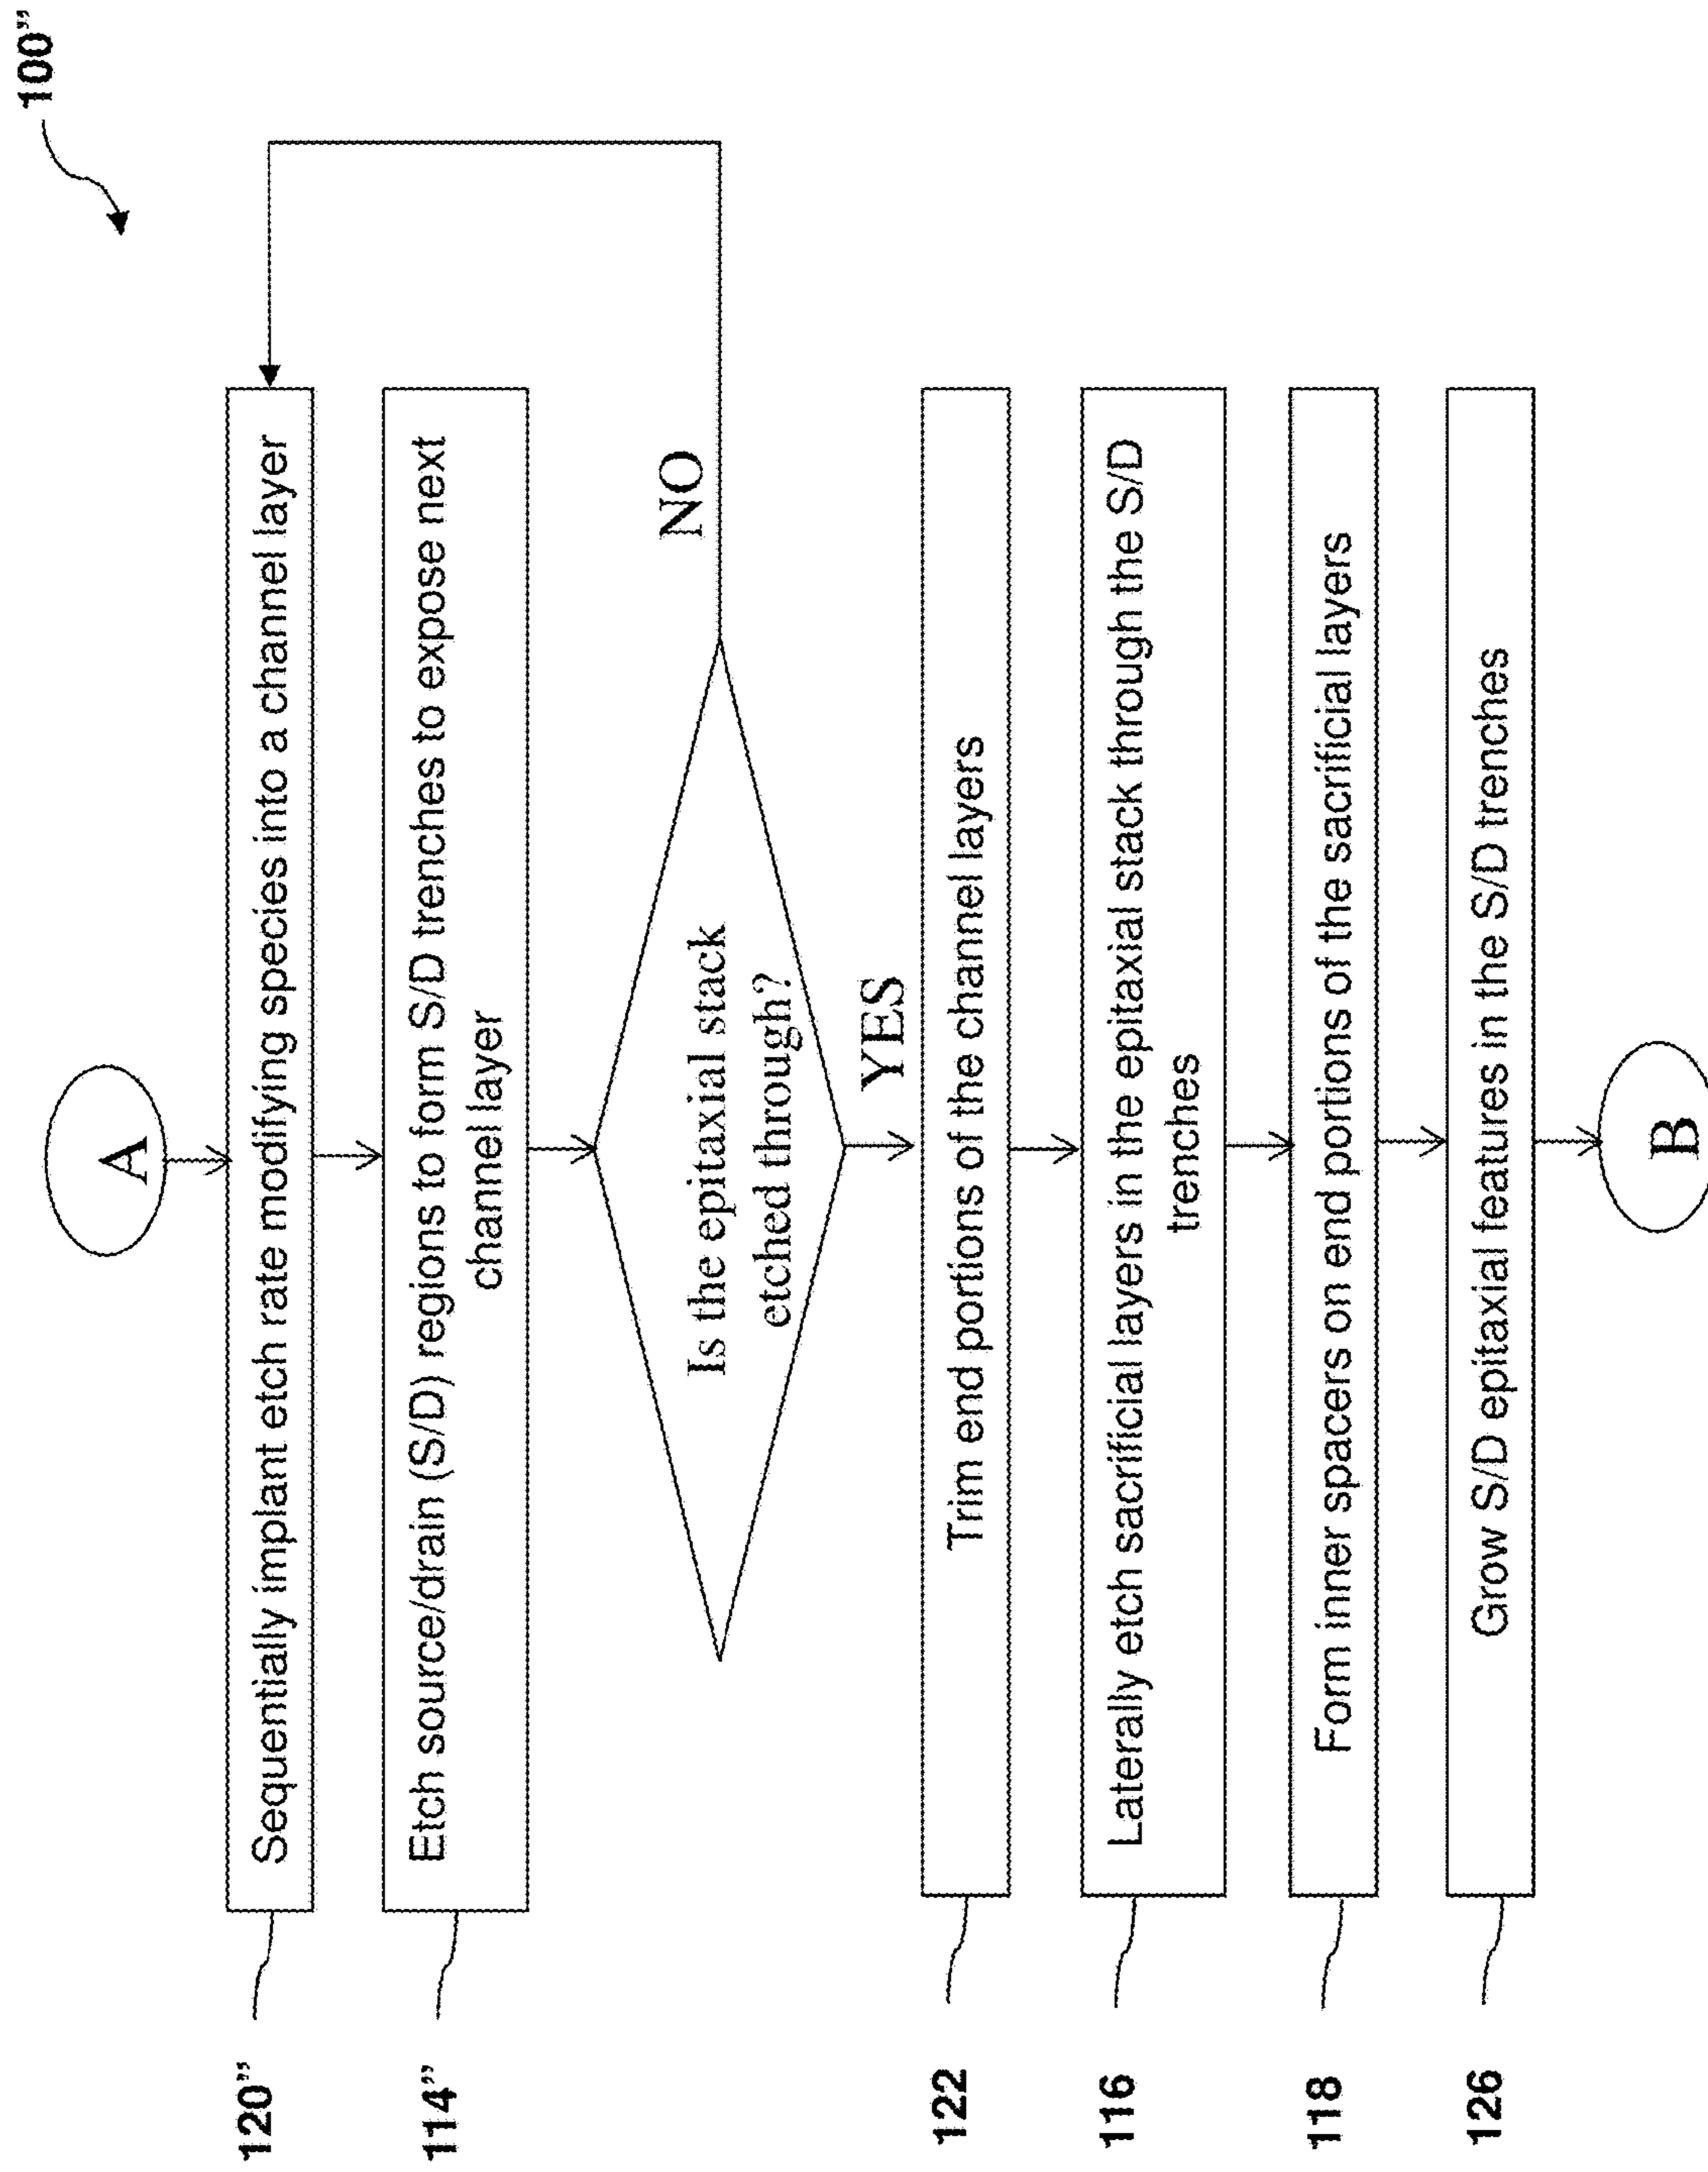 100”
A
120”
Sequentially implant etch rate modifying species into a channel layer
114”
Etch source/drain (S/D) regions to form S/D trenches to expose next
channel layer
Is the epitaxial stack
etched through?
NO
YES
122
Trim end portions of the channel layers
116
Laterally etch sacrificial layers in the epitaxial stack through the S/D
trenches
118
Form inner spacers on end portions of the sacrificial layers
126
Grow S/D epitaxial features in the S/D trenches
B